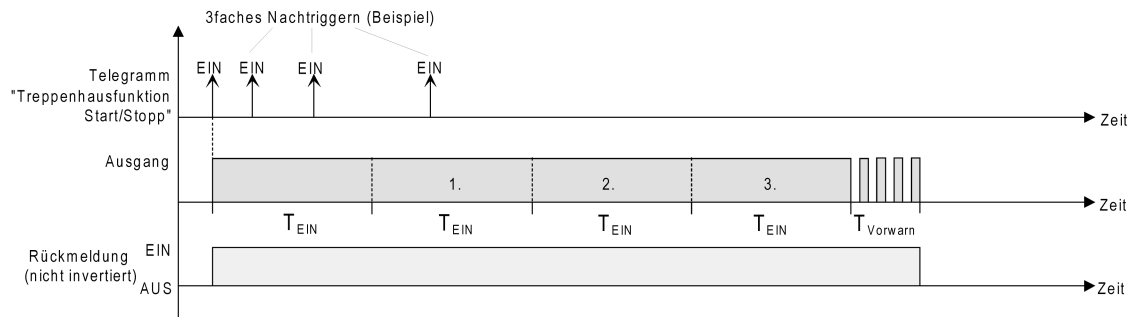 3faches Nachtriggern (Beispiel)
EIN EIN EIN EIN
Telegramm
"Treppenhausfunktion
Start/Stopp"
Zeit
Ausgang
1. 2. 3.
Zeit
TEIN TEIN TEIN TEIN TVorwarn
EIN
Rückmeldung
(nicht invertiert)
AUS
Zeit